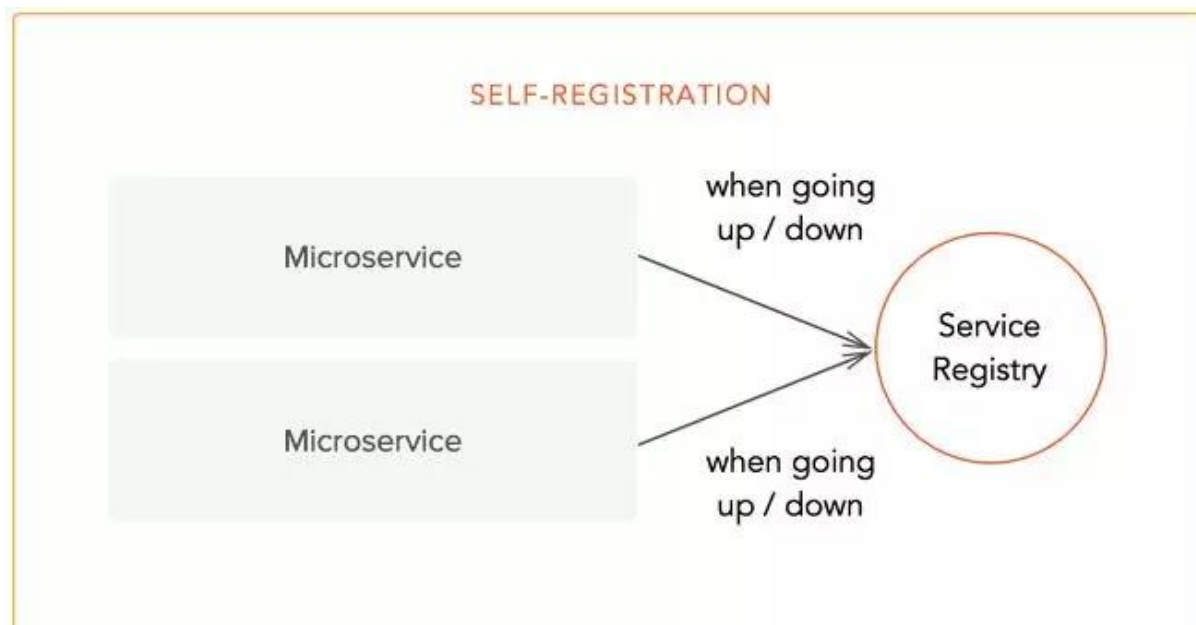 SELF-REGISTRATION
when going
up / down
Microservice
Service
Registry
Microservice
when going
up / down